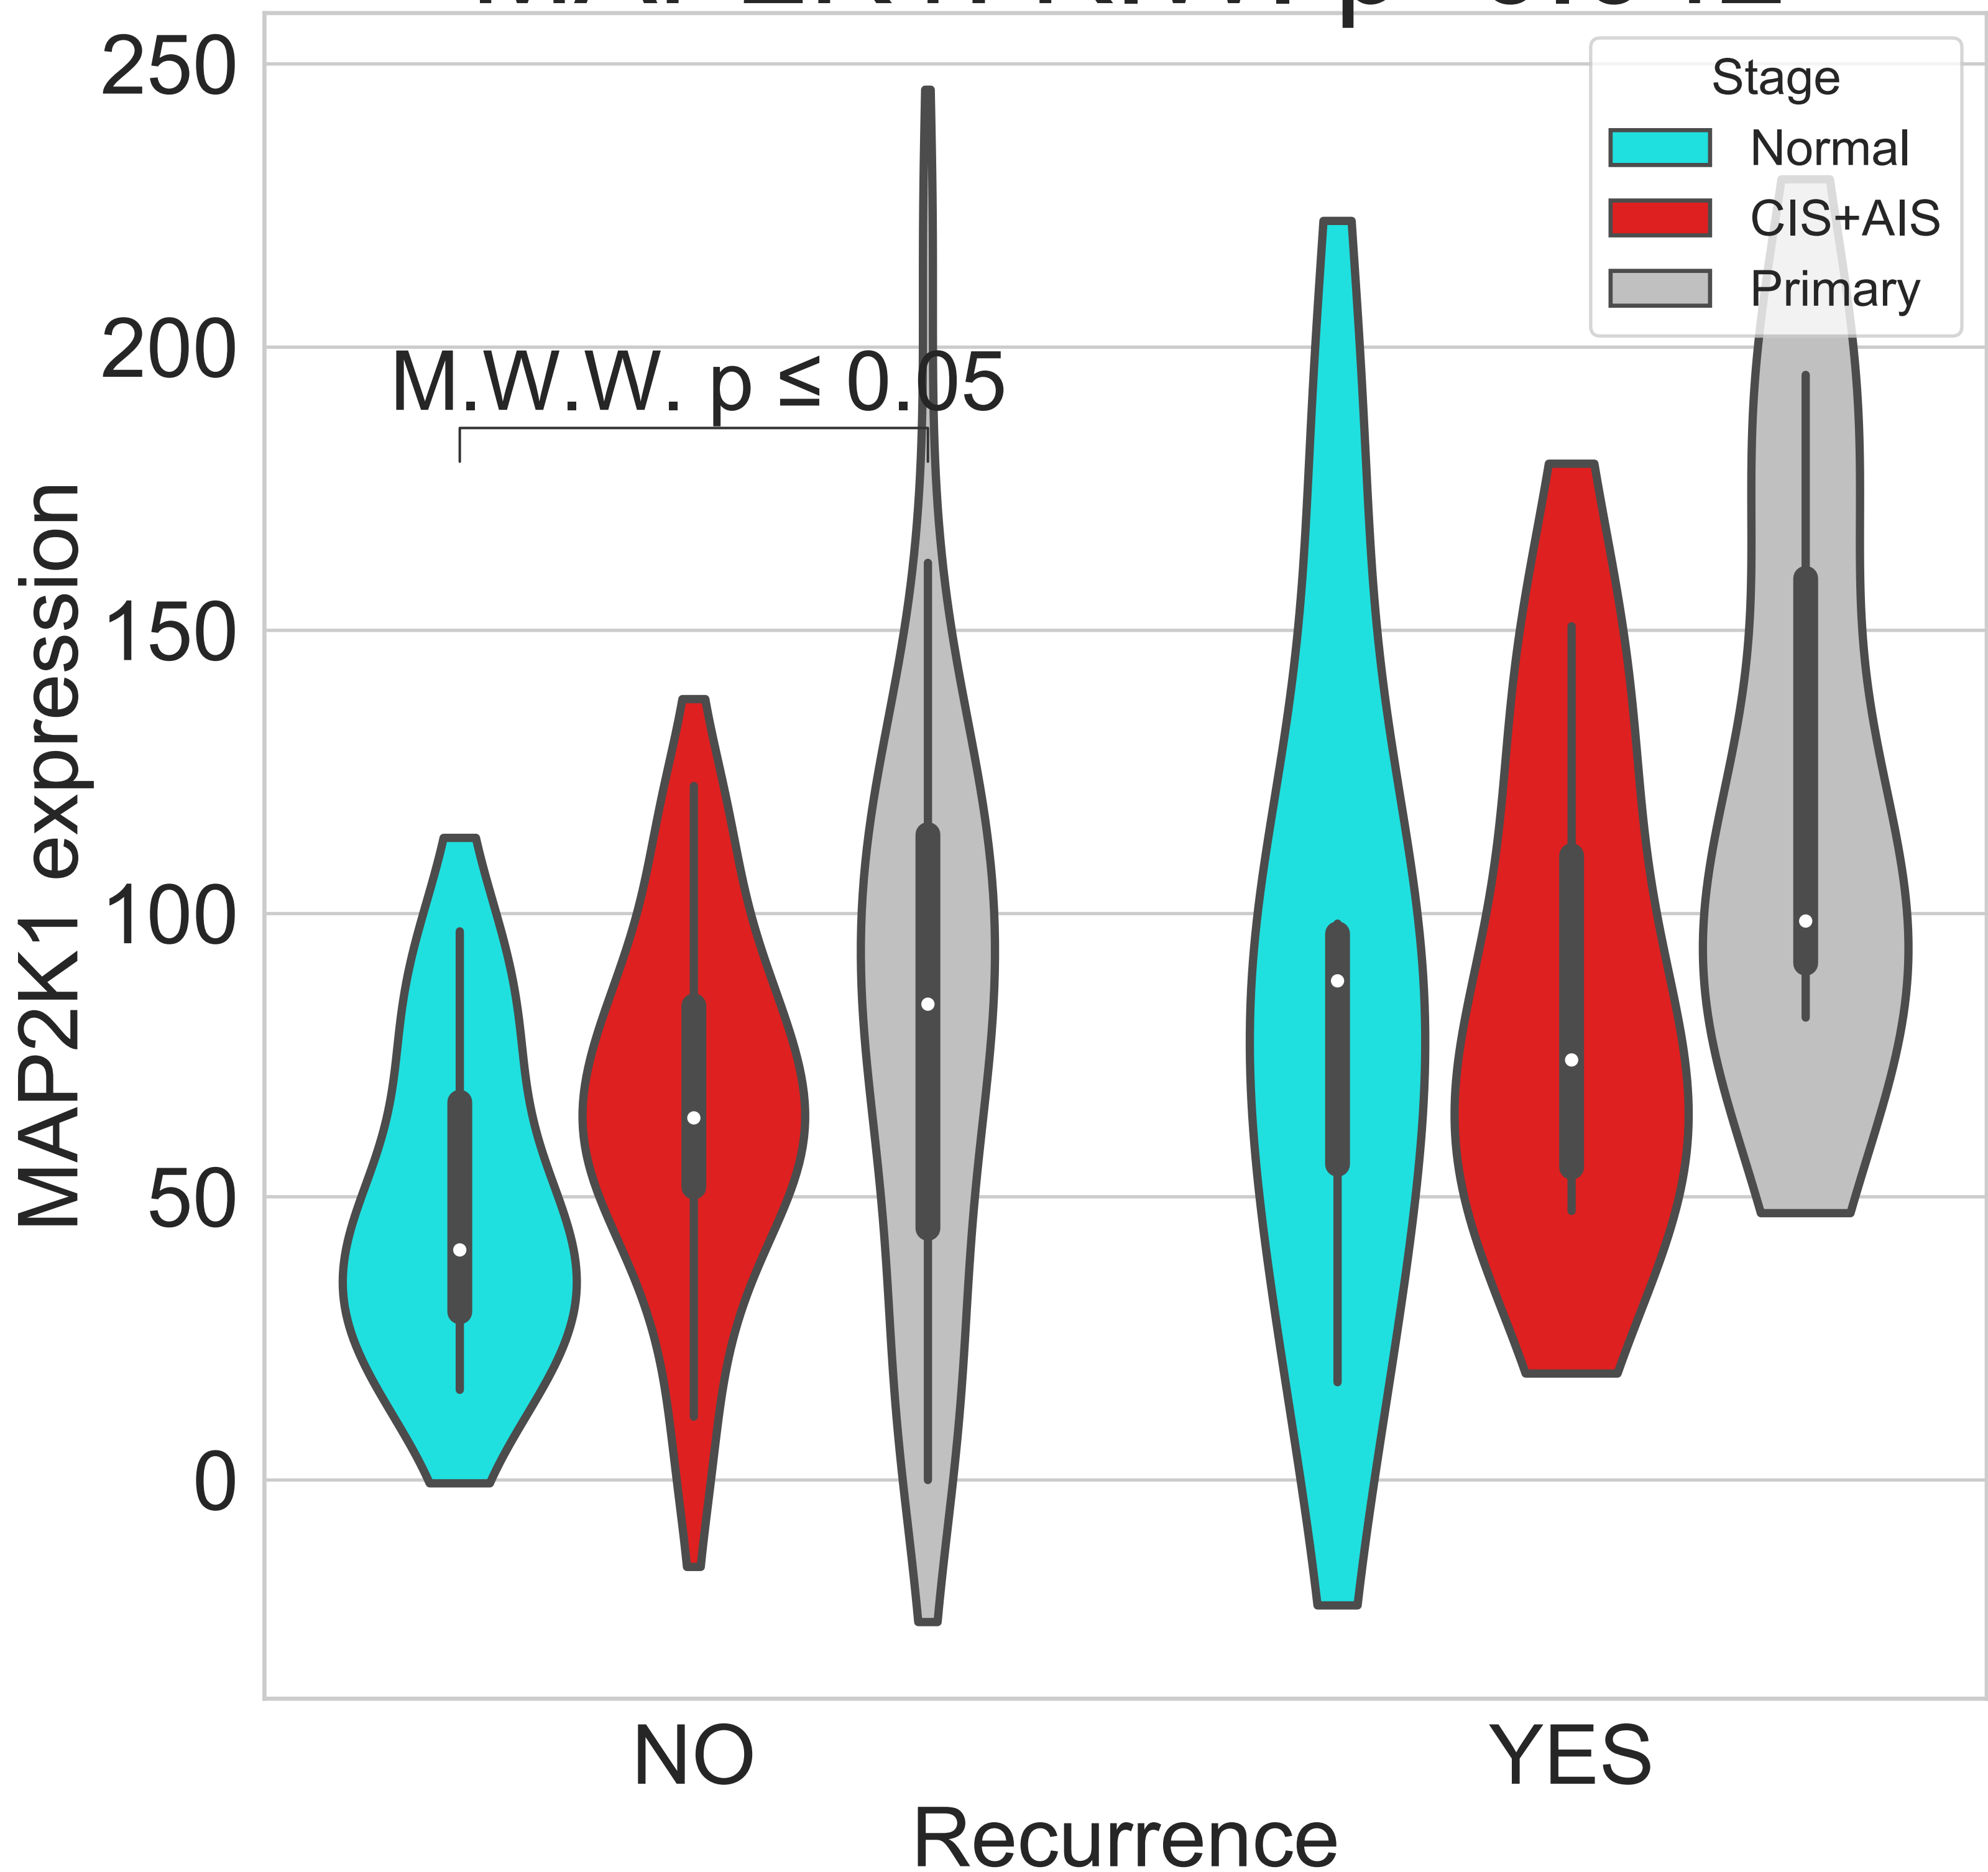 250
200
150
100
50
0
MAP2K1 expression
Stage
Normal
CIS+AIS
Primary
M.W.W. p ≤ 0.05
NO
YES
Recurrence